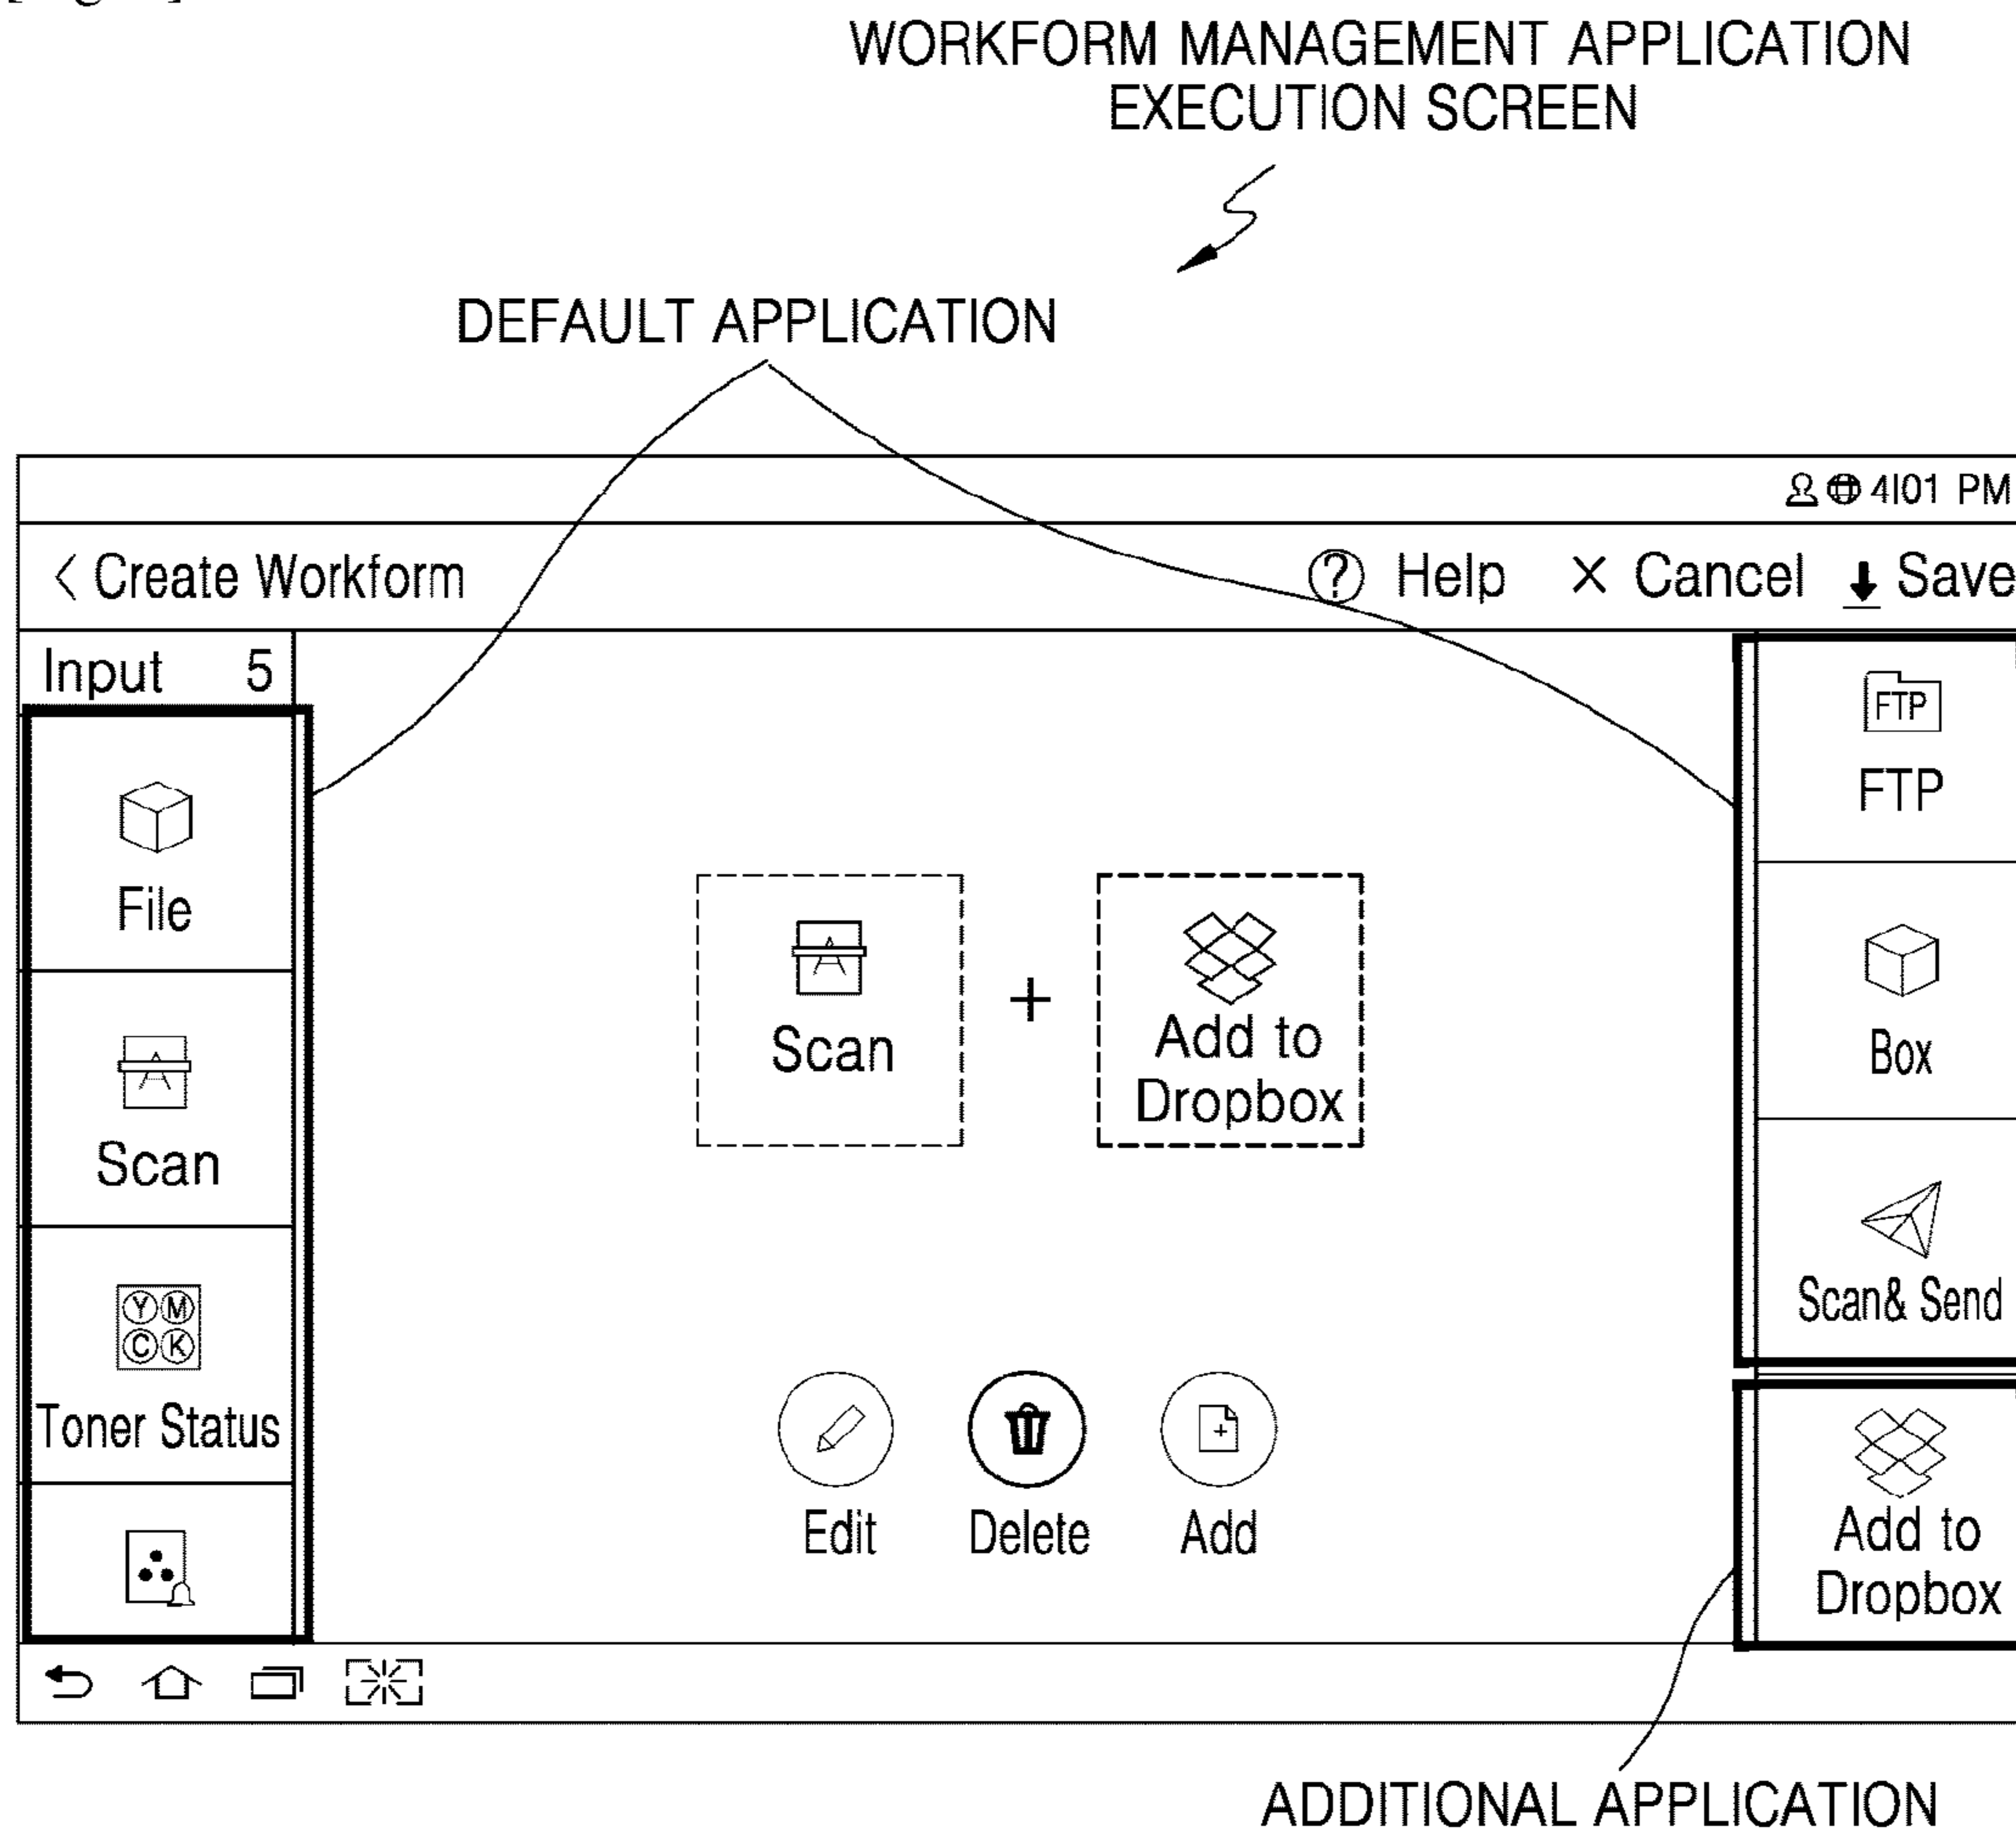 WORKFORM MANAGEMENT APPLICATION
EXECUTION SCREEN
DEFAULT APPLICATION
4I01 PM
< Create Workform
? Help × Cancel Save
Input 5
File
Scan
Y M
C K
Toner Status
Scan
+
Add to
Dropbox
Edit
Delete
Add
FTP
FTP
Box
Scan& Send
Add to
Dropbox
ADDITIONAL APPLICATION